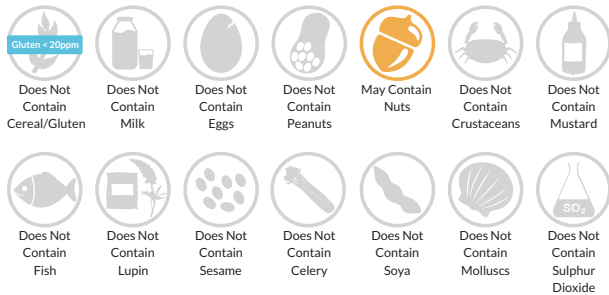 Gluten < 20ppm
Does Not
Contain
Cereal/Gluten
Does Not
Contain
Milk
Does Not
Contain
Eggs
Does Not
Contain
Peanuts
May Contain
Nuts
Does Not
Contain
Crustaceans
Does Not
Contain
Mustard
SO₂
Does Not
Contain
Fish
Does Not
Contain
Lupin
Does Not
Contain
Sesame
Does Not
Contain
Celery
Does Not
Contain
Soya
Does Not
Contain
Molluscs
Does Not
Contain
Sulphur
Dioxide